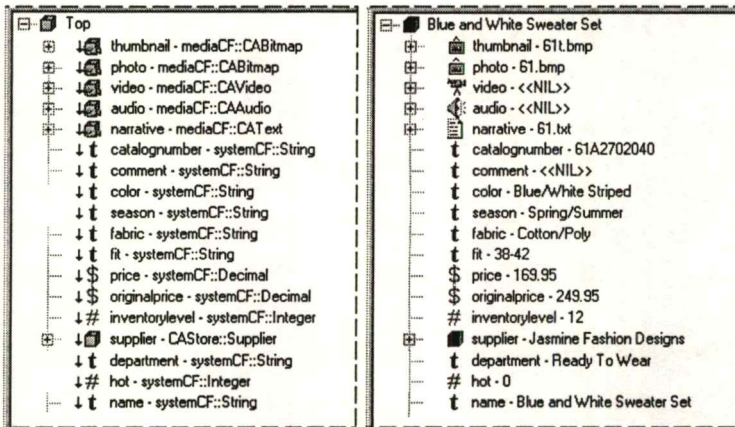 Top
thumbnail - mediaCF::CABitmap
photo - mediaCF::CABitmap
video - mediaCF::CAVideo
audio - mediaCF::CAAudio
narrative - mediaCF::CAText
catalognumber - systemCF::String
comment - systemCF::String
color - systemCF::String
season - systemCF::String
fabric - systemCF::String
fit - systemCF::String
price - systemCF::Decimal
originalprice - systemCF::Decimal
inventorylevel - systemCF::Integer
supplier - CAStore::Supplier
department - systemCF::String
hot - systemCF::Integer
name - systemCF::String
Blue and White Sweater Set
thumbnail - 61t.bmp
photo - 61.bmp
video - <<NIL>>
audio - <<NIL>>
narrative - 61.txt
catalognumber - 61A2702040
comment - <<NIL>>
color - Blue/White Striped
season - Spring/Summer
fabric - Cotton/Poly
fit - 38-42
price - 169.95
originalprice - 249.95
inventorylevel - 12
supplier - Jasmine Fashion Designs
department - Ready To Wear
hot - 0
name - Blue and White Sweater Set